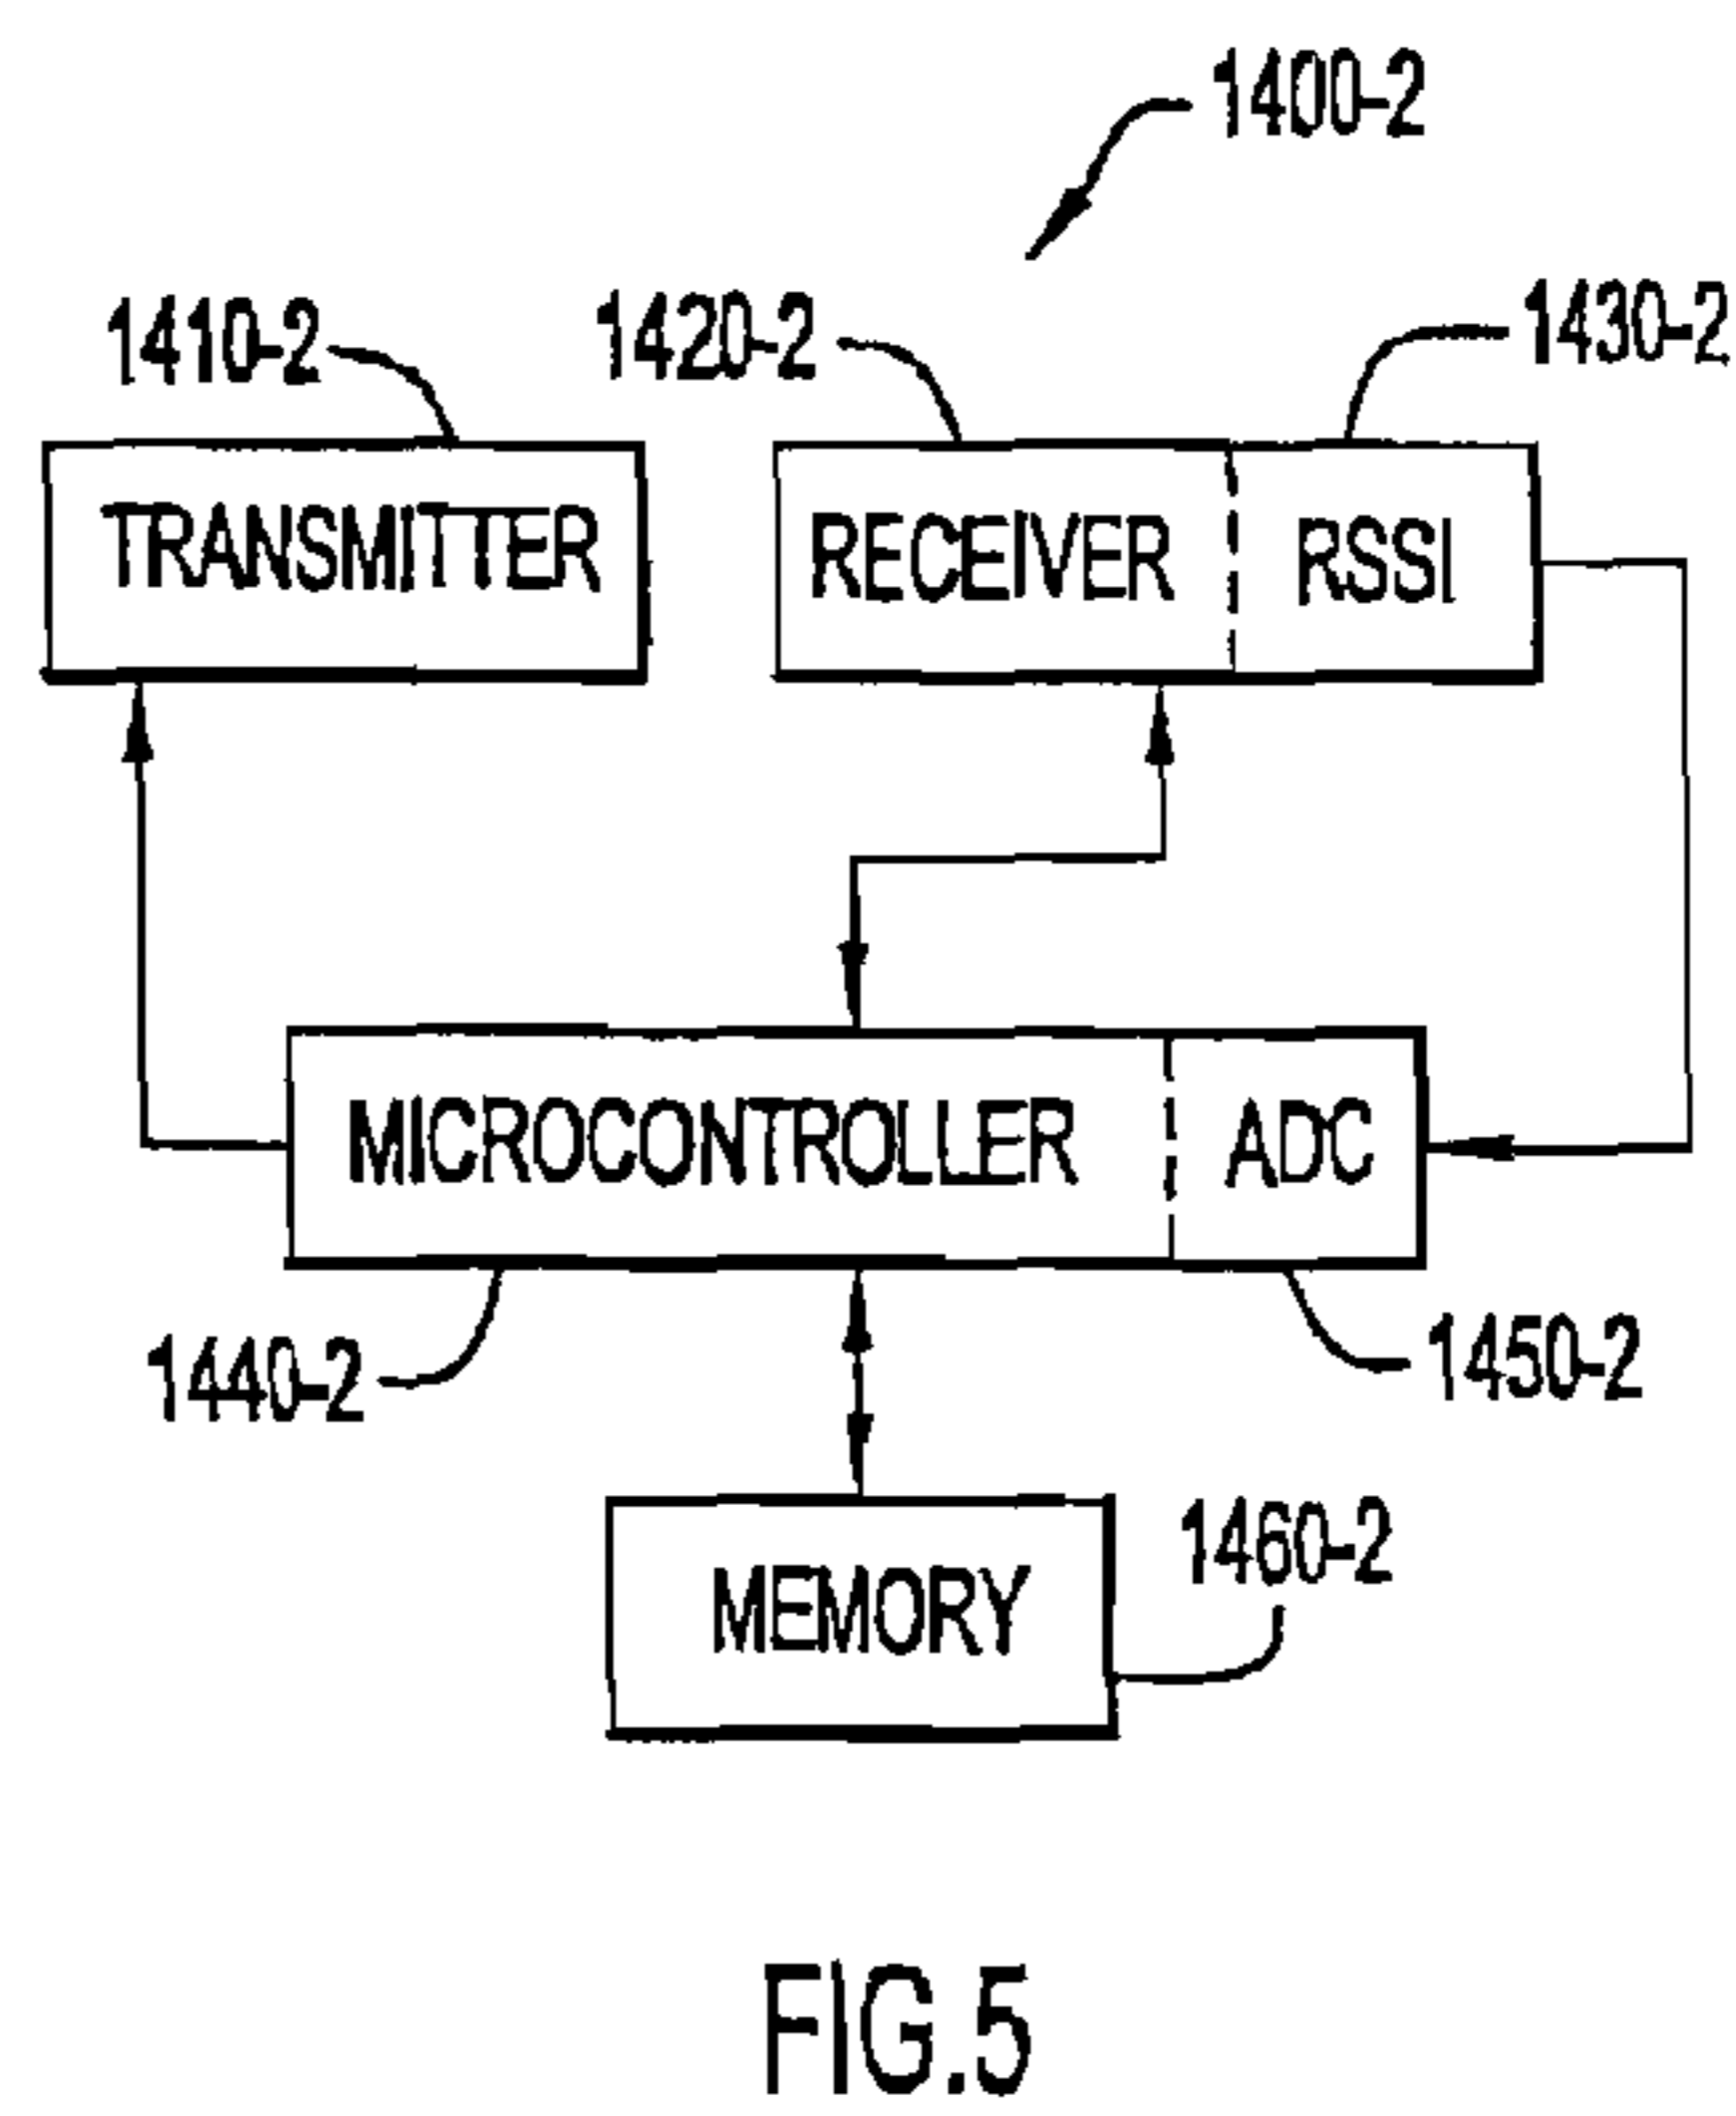 1400-2
1410-2
1420-2
1430-2
TRANSMITTER
RECEIVER
RSSI
MICROCONTROLLER
ADC
1440-2
1450-2
MEMORY
1460-2
FIG.5